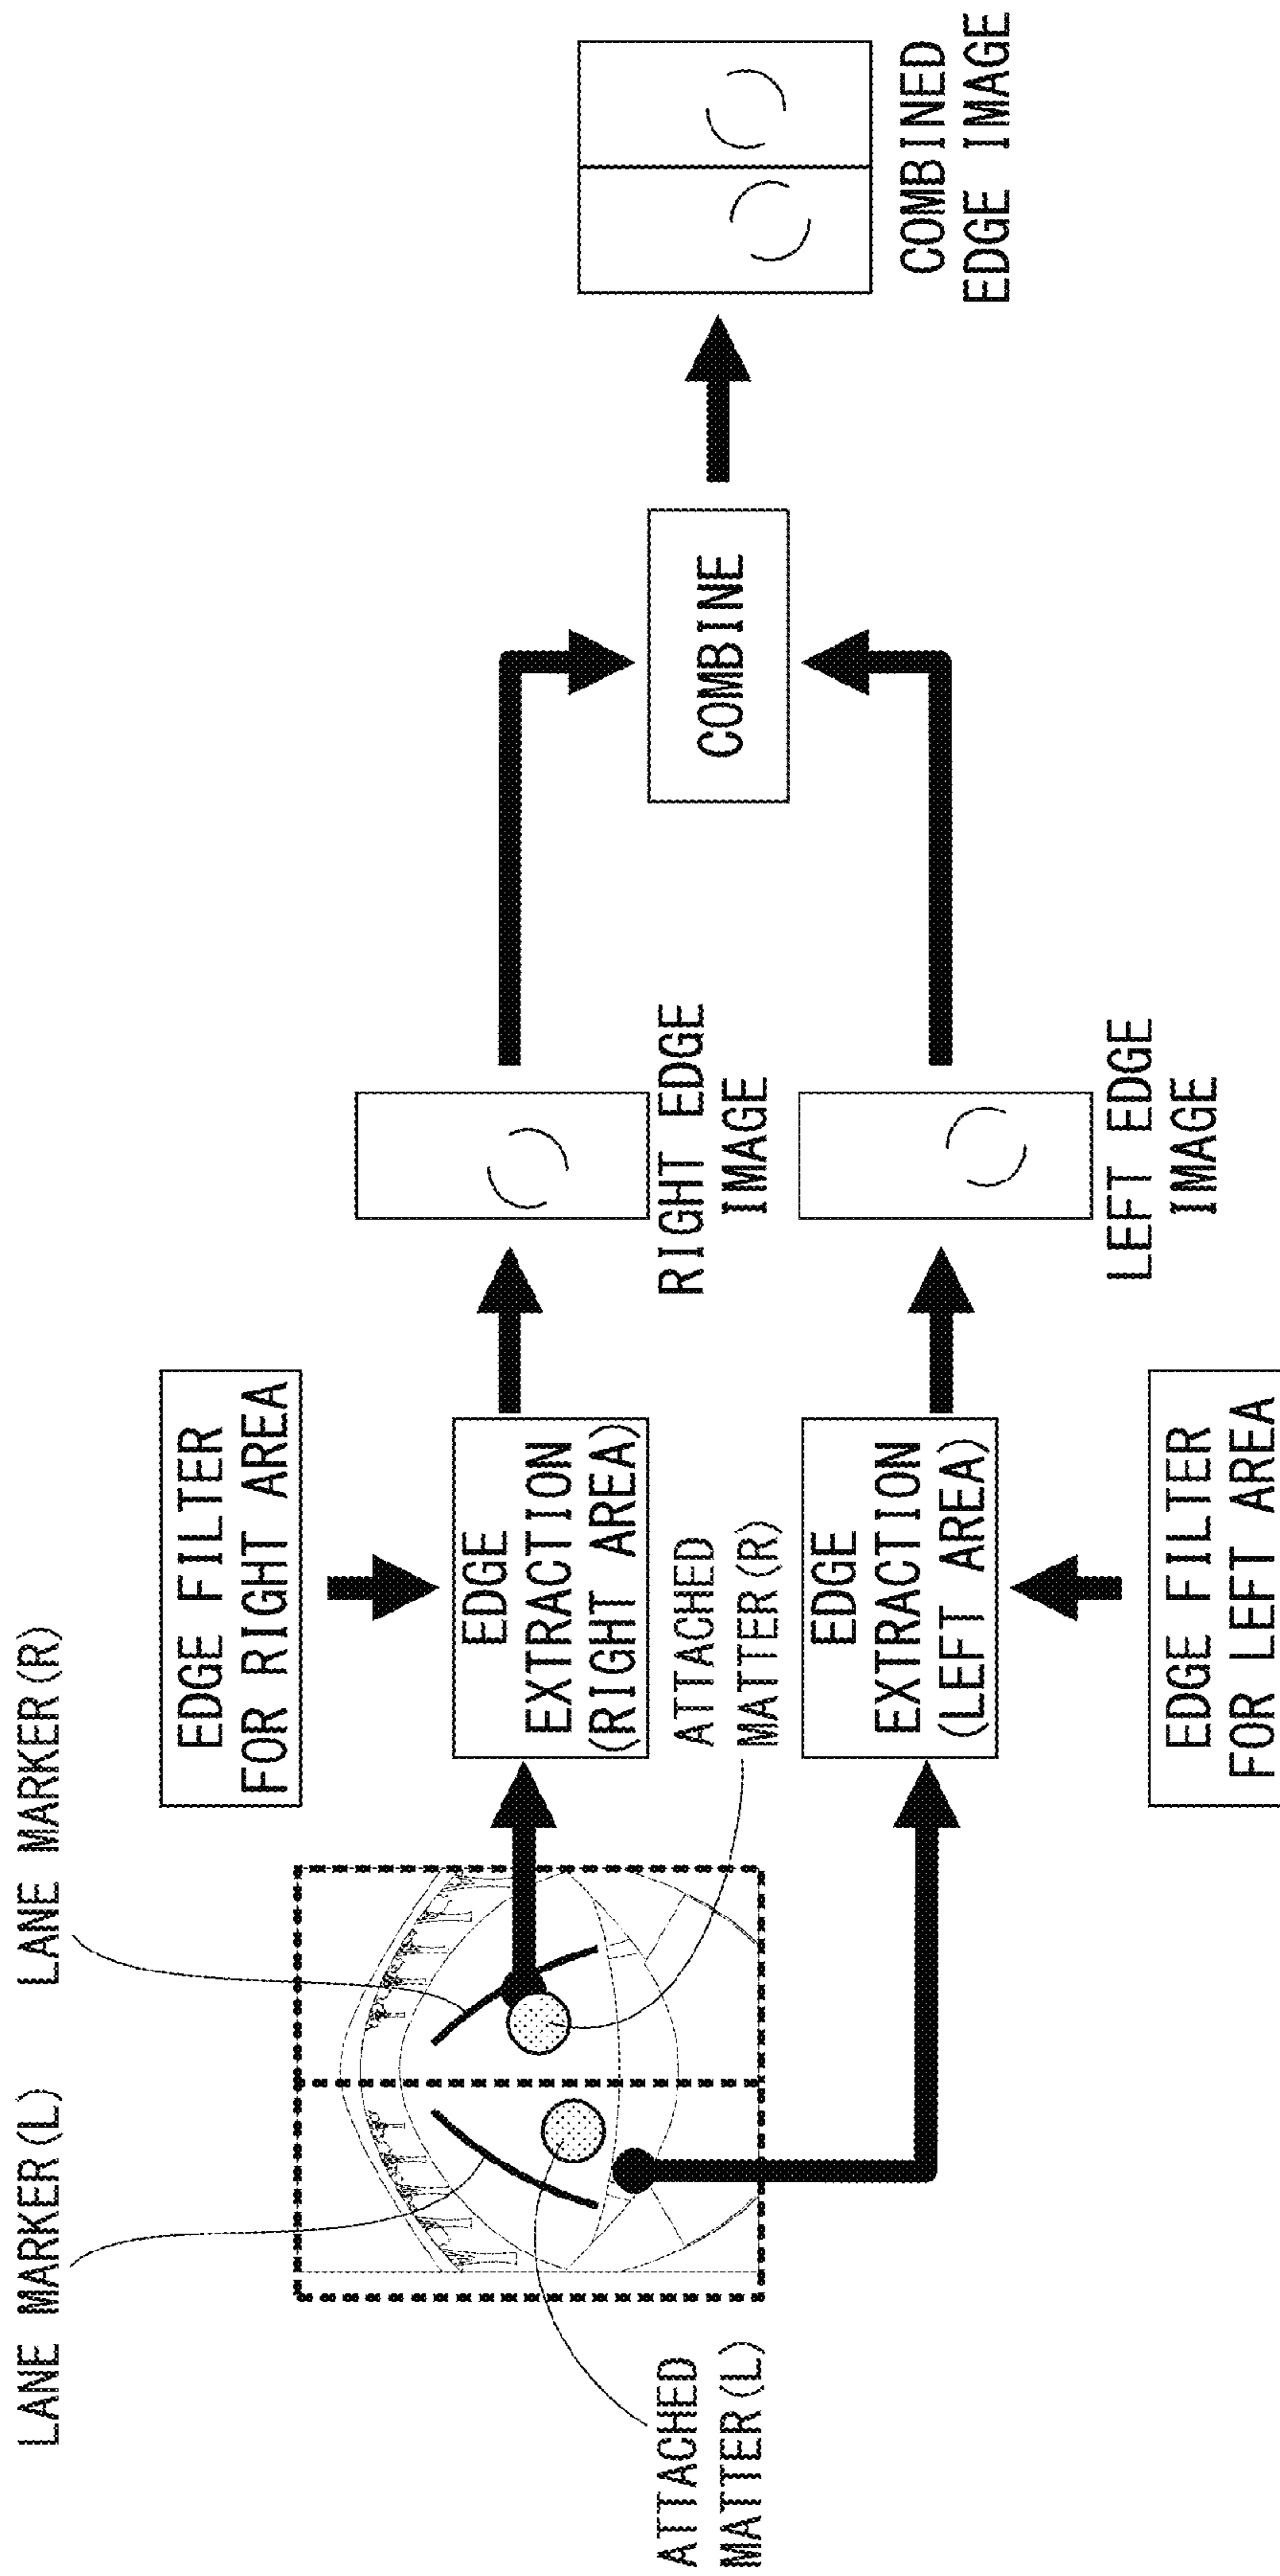 LANE MARKER(L)
LANE MARKER(R)
ATTACHED
MATTER(L)
EDGE FILTER
FOR RIGHT AREA
EDGE
EXTRACTION
(RIGHT AREA)
ATTACHED
MATTER(R)
EDGE
EXTRACTION
(LEFT AREA)
EDGE FILTER
FOR LEFT AREA
RIGHT EDGE
IMAGE
LEFT EDGE
IMAGE
COMBINE
COMBINED
EDGE IMAGE